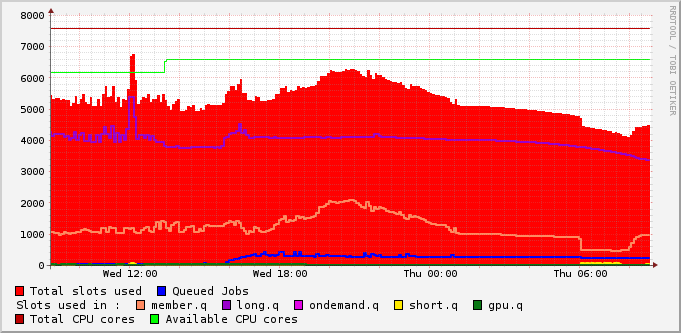 8000
7000
6000
5000
4000
3000
2000
1000
0
Wed 12:00 Wed 18:00 Thu 00:00 Thu 06:00
Total slots used Queued Jobs
Slots used in : member.q long.q ondemand.q short.q gpu.q
Total CPU cores Available CPU cores
RRDTOOL / TOBI OETIKER